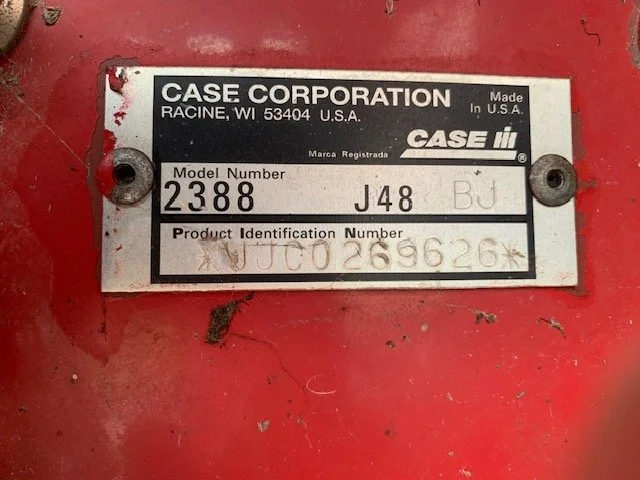 CASE CORPORATION
RACINE, WI 53404 U.S.A.
Made
In U.S.A.
Marca Registrada
CASE IH®
Model Number
2388 J48 BJ
Product Identification Number
*JJC0269626*